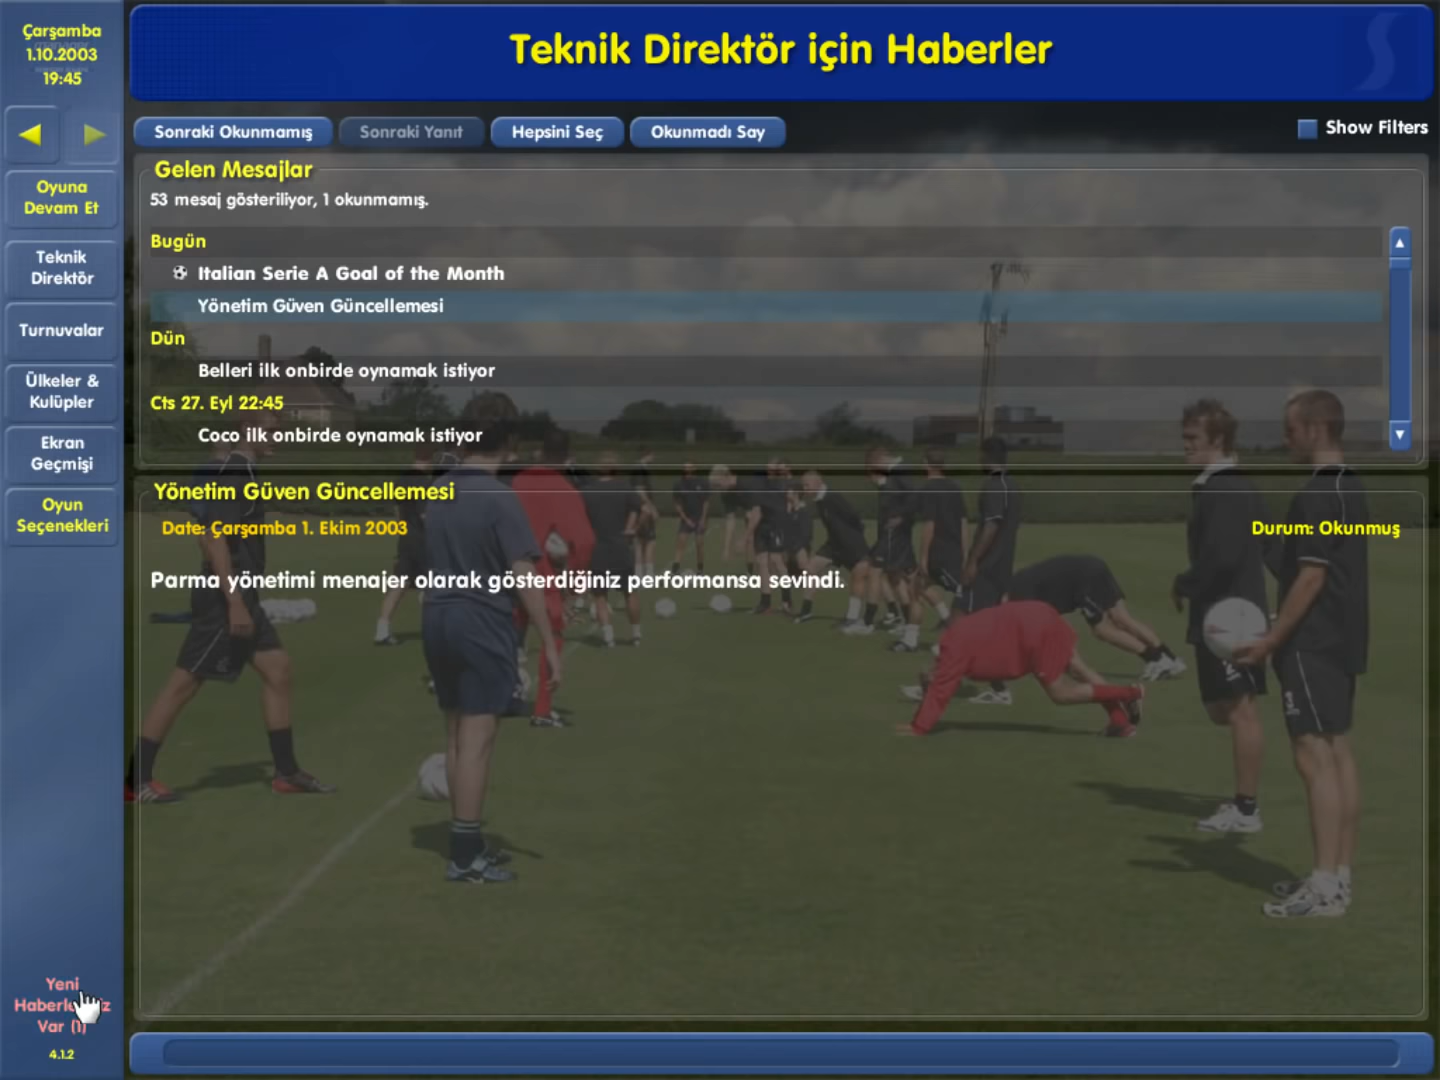 Çarşamba
1.10.2003
19:45
Teknik Direktör için Haberler
Oyuna
Devam Et
Teknik
Direktör
Turnuvalar
Ülkeler &
Kulüpler
Ekran
Geçmişi
Oyun
Seçenekleri
Sonraki Okunmamış
Sonraki Yanıt
Hepsini Seç
Okunmadı Say
Show Filters
Gelen Mesajlar
53 mesaj gösteriliyor, 1 okunmamış.
Bugün
Italian Serie A Goal of the Month
Yönetim Güven Güncellemesi
Dün
Belleri ilk onbirde oynamak istiyor
Cts 27. Eyl 22:45
Coco ilk onbirde oynamak istiyor
Yönetim Güven Güncellemesi
Date: Çarşamba 1. Ekim 2003
Durum: Okunmuş
Parma yönetimi menajer olarak gösterdiğiniz performansa sevindi.
Yeni
Var (1)
4.1.2